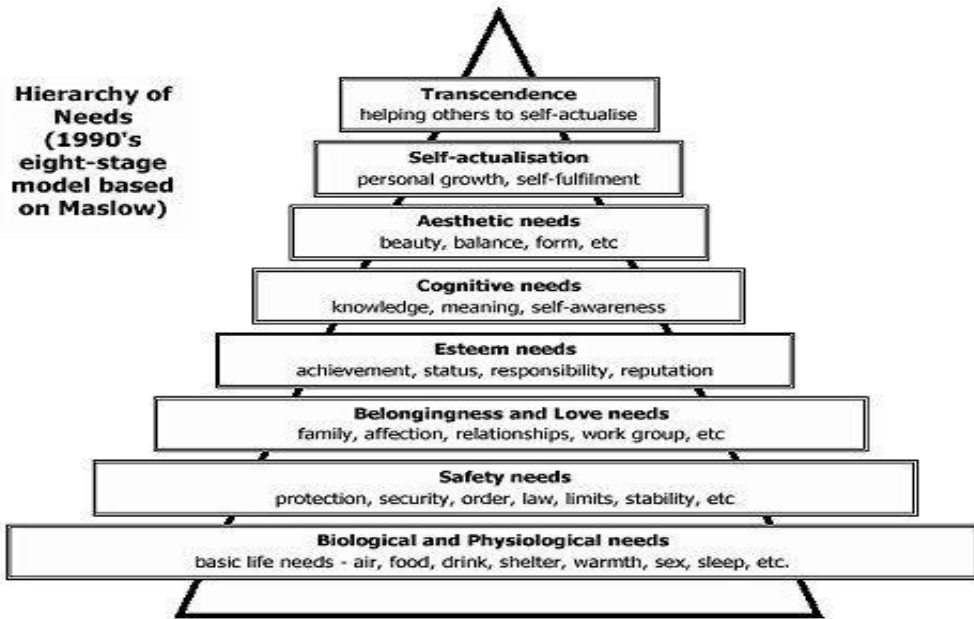 Hierarchy of
Needs
(1990's
eight-stage
model based
on Maslow)
Transcendence
helping others to self-actualise
Self-actualisation
personal growth, self-fulfilment
Aesthetic needs
beauty, balance, form, etc
Cognitive needs
knowledge, meaning, self-awareness
Esteem needs
achievement, status, responsibility, reputation
Belongingness and Love needs
family, affection, relationships, work group, etc
Safety needs
protection, security, order, law, limits, stability, etc
Biological and Physiological needs
basic life needs - air, food, drink, shelter, warmth, sex, sleep, etc.